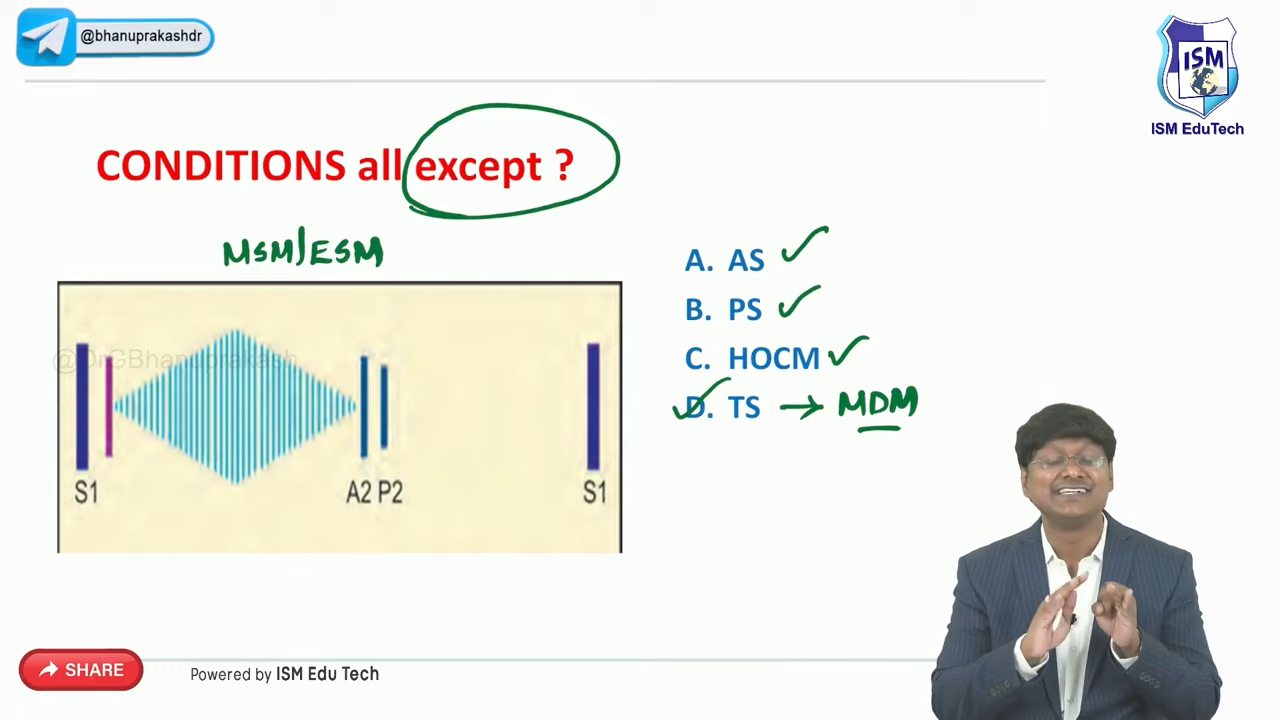 @bhanuprakashdr
ISM
ISM EduTech
CONDITIONS all except ?
MSM/ESM
A. AS
B. PS
C. HOCM
D. TS → MDM
@DrGBhanuprakash
S1
A2 P2
S1
SHARE
Powered by ISM Edu Tech